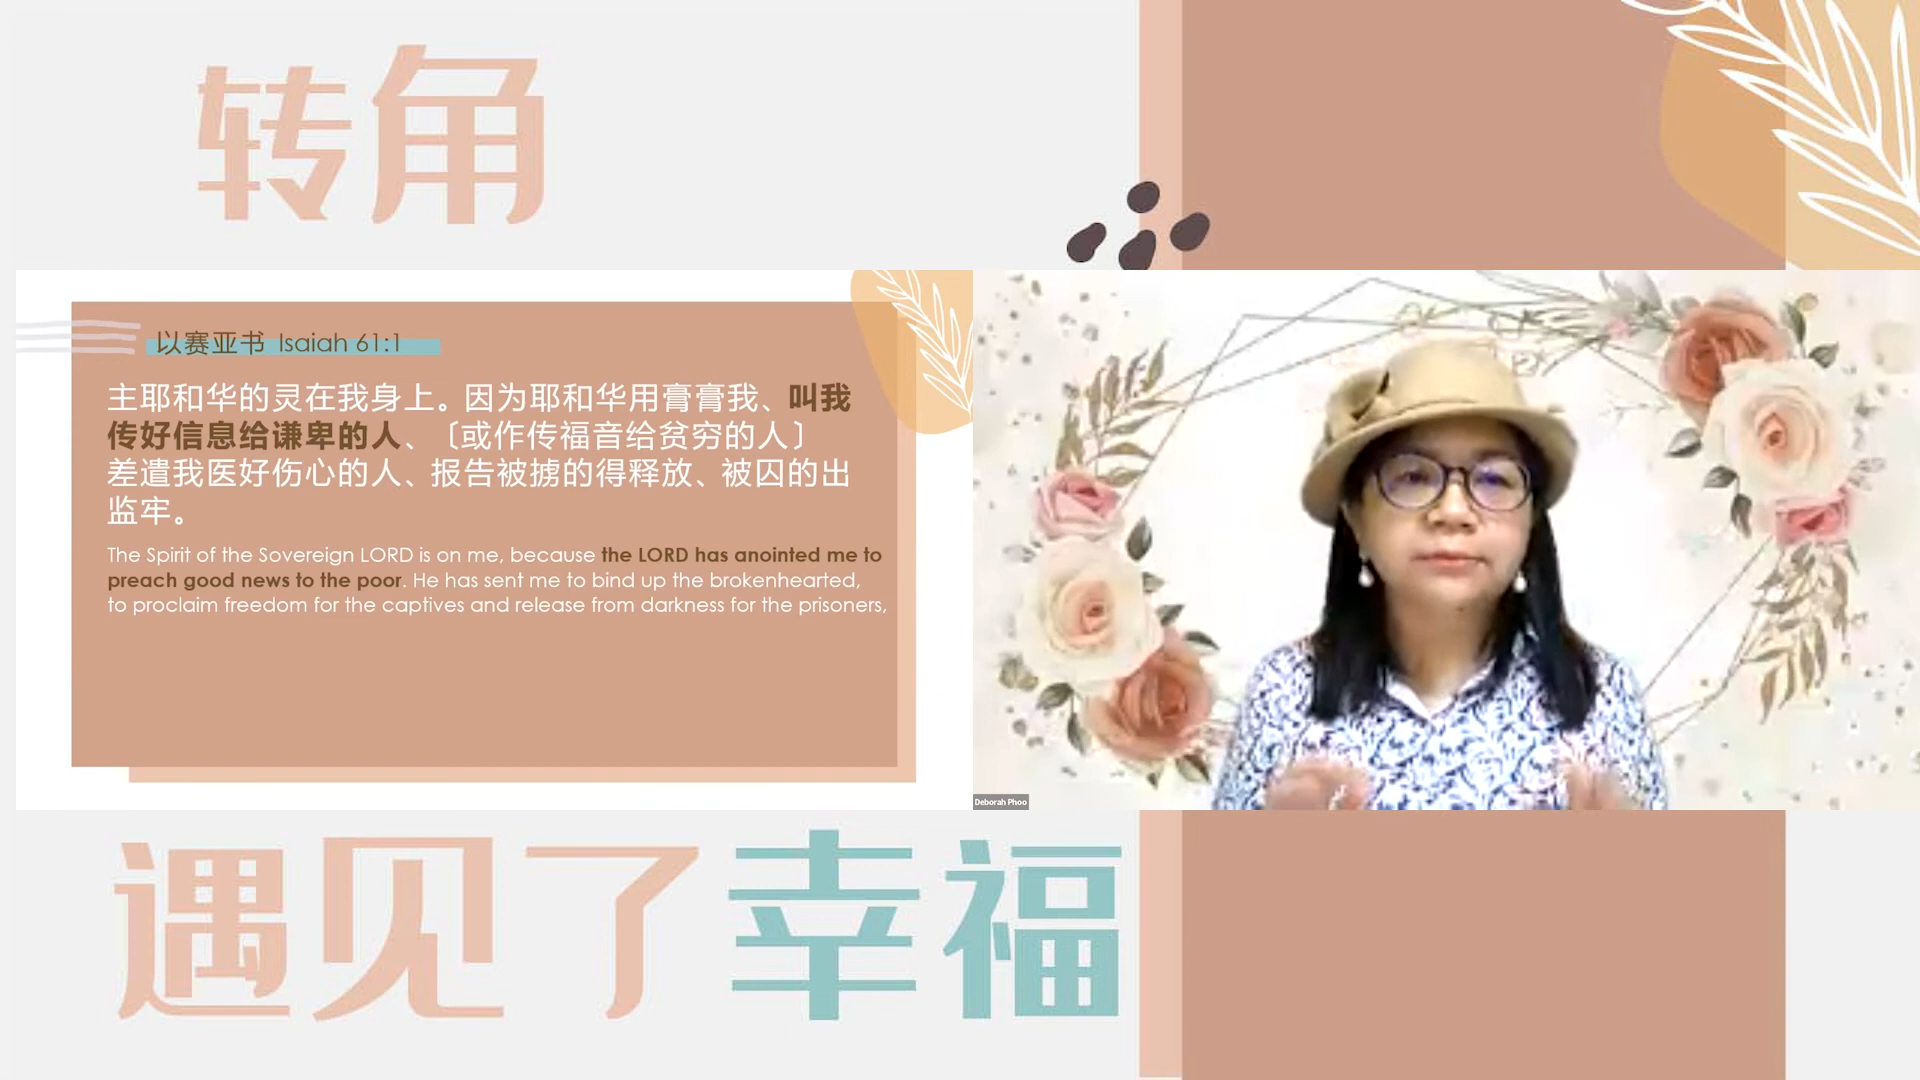 转角
以赛亚书 Isaiah 61:1
主耶和华的灵在我身上。因为耶和华用膏膏我、叫我
传好信息给谦卑的人、〔或作传福音给贫穷的人〕
差遣我医好伤心的人、报告被掳的得释放、被囚的出
监牢。
The Spirit of the Sovereign LORD is on me, because the LORD has anointed me to
preach good news to the poor. He has sent me to bind up the brokenhearted,
to proclaim freedom for the captives and release from darkness for the prisoners,
Deborah Phoo
遇见了幸福